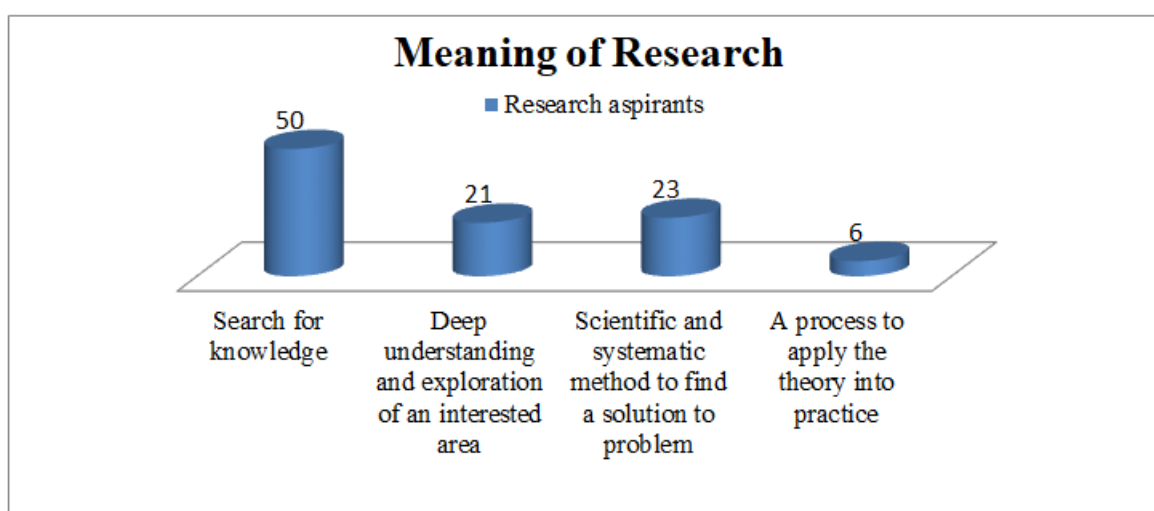 Meaning of Research
Research aspirants
50
21
23
6
Search for
knowledge
Deep
understanding
and exploration
of an interested
area
Scientific and
systematic
method to find
a solution to
problem
A process to
apply the
theory into
practice